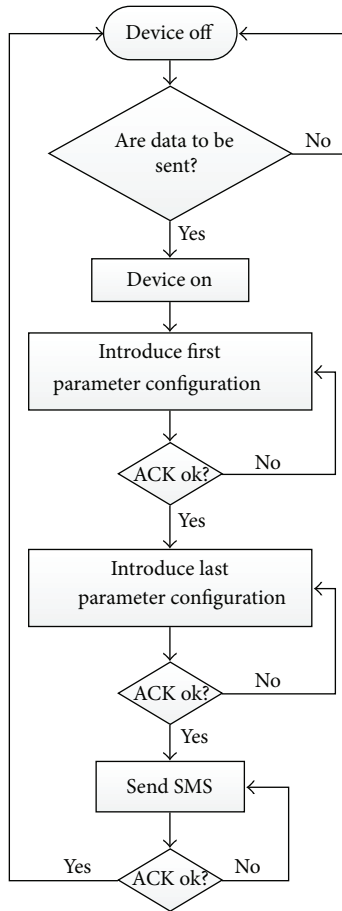 Device off
Are data to be
sent?
No
Yes
Device on
Introduce first
parameter configuration
ACK ok?
No
Yes
Introduce last
parameter configuration
ACK ok?
No
Yes
Send SMS
Yes
ACK ok?
No